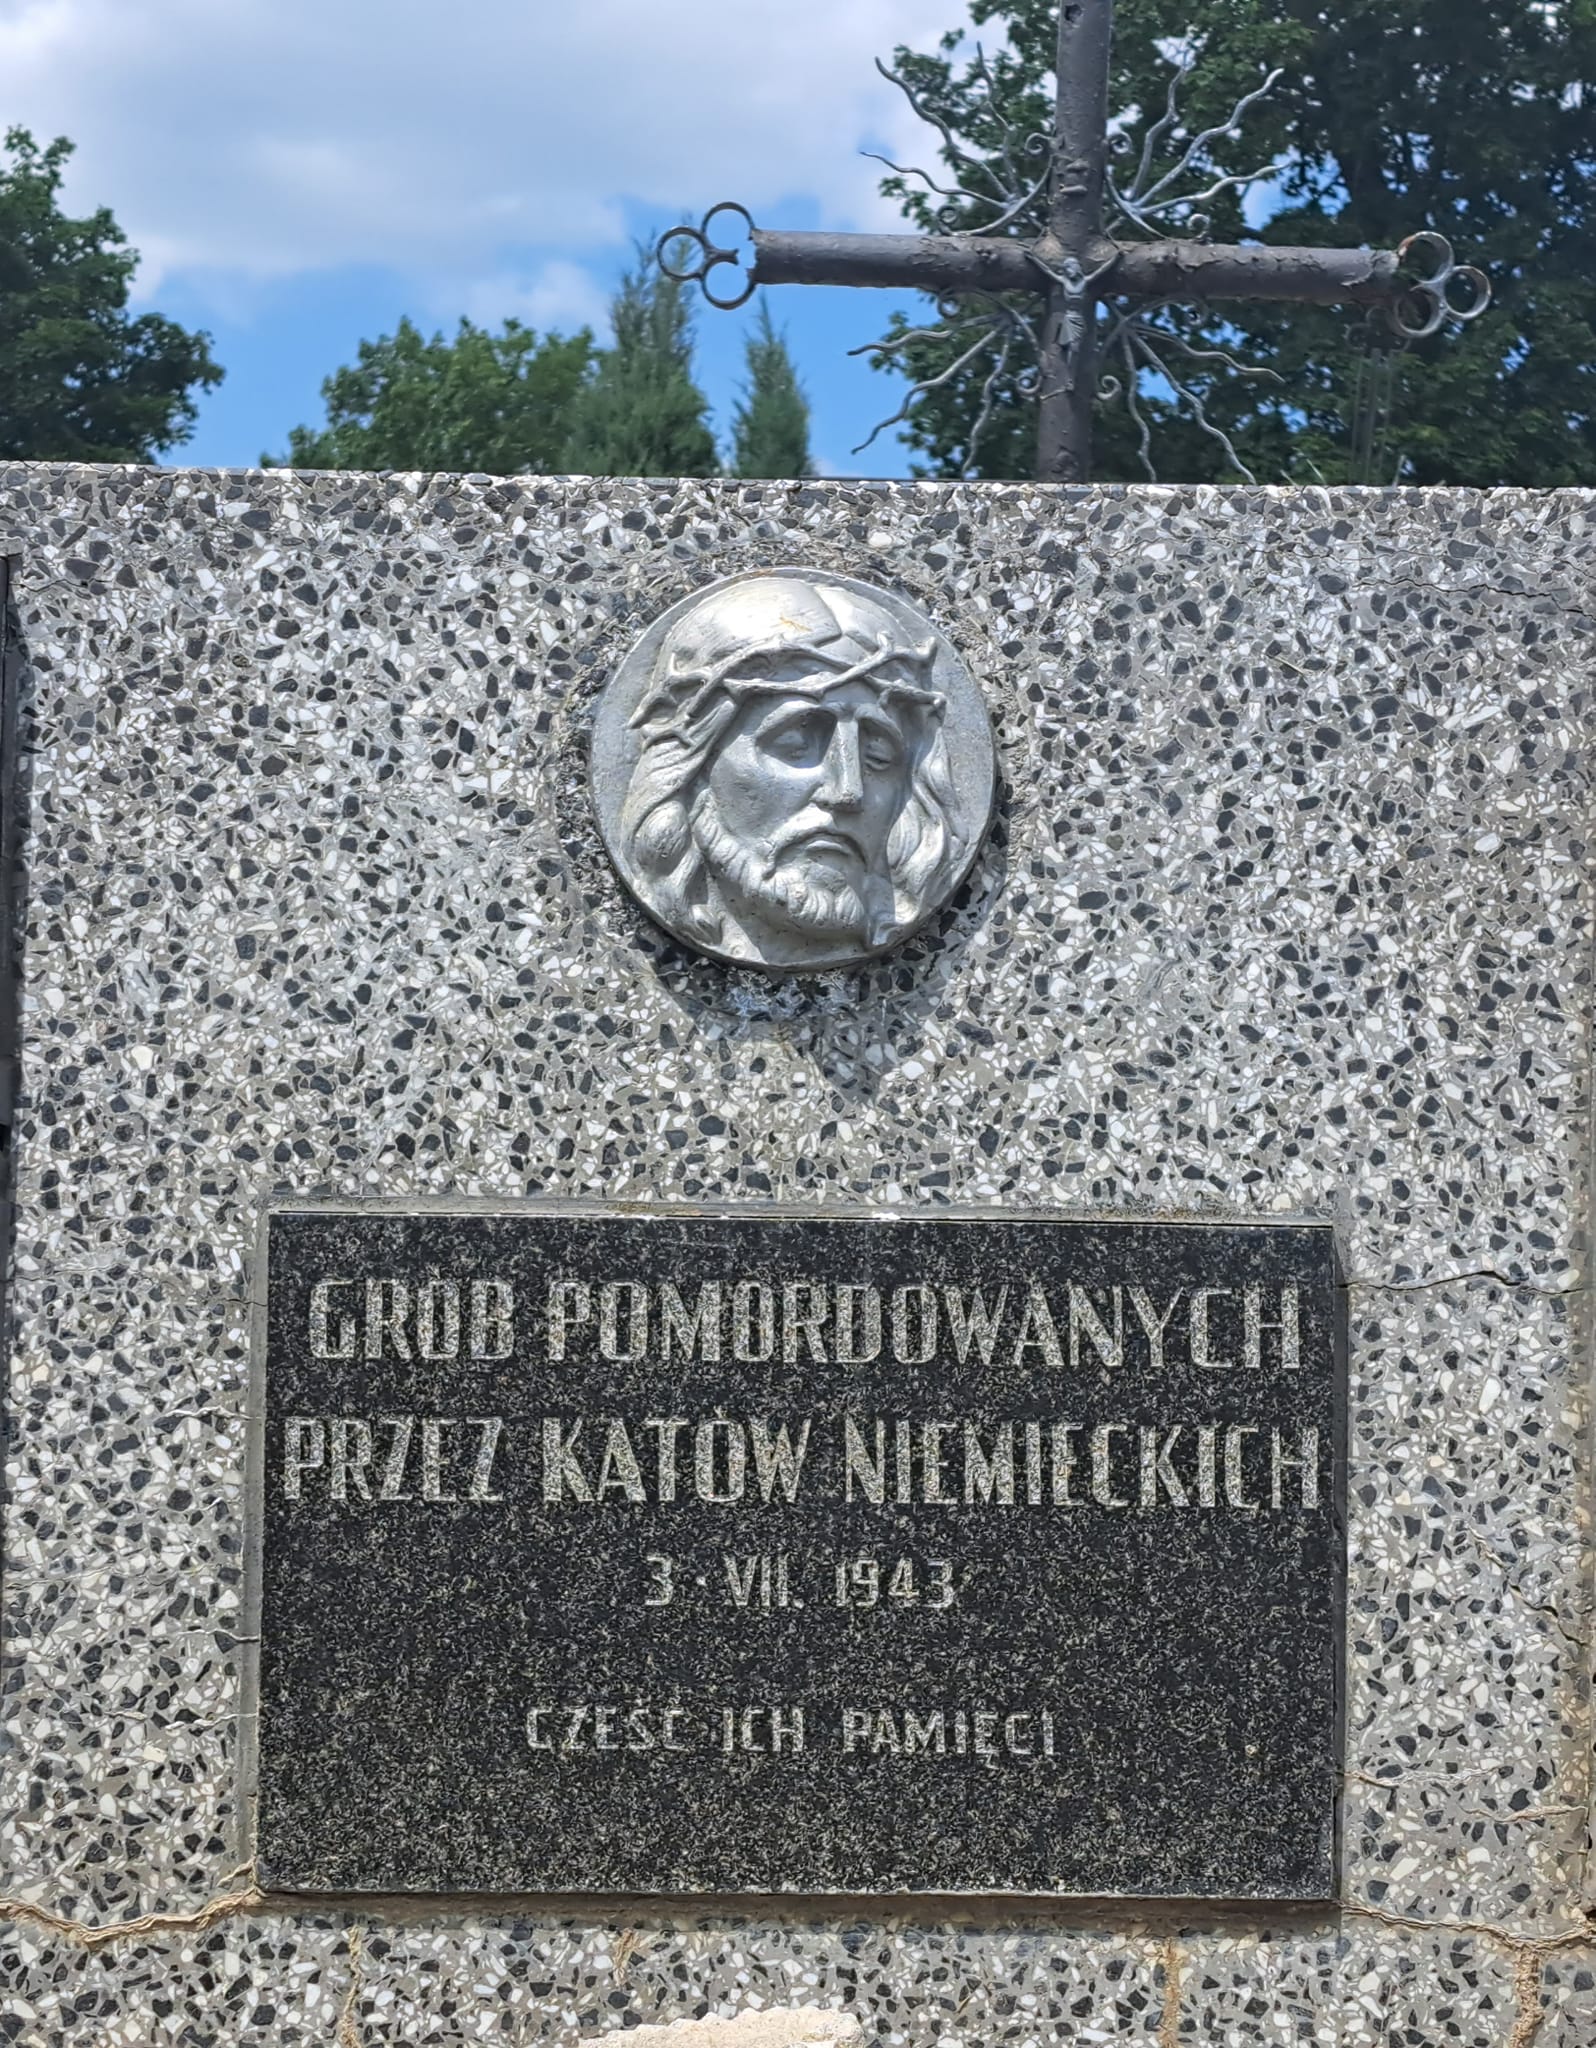 GRÓB POMORDOWANYCH
PRZEZ KATÓW NIEMIECKICH
3. VII. 1943
CZEŚĆ ICH PAMIĘCI